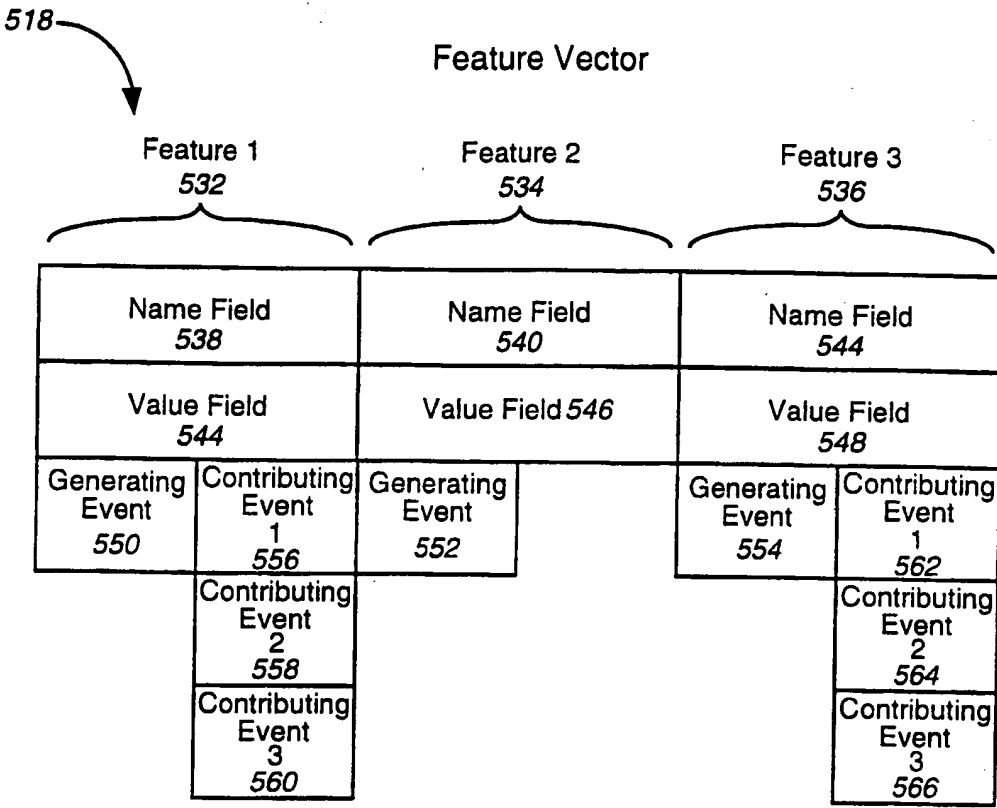 518
Feature Vector
Feature 1
532
Feature 2
534
Feature 3
536
Name Field
538
Name Field
540
Name Field
544
Value Field
544
Value Field 546
Value Field
548
Generating
Event
550
Contributing
Event
1
556
Generating
Event
552
Generating
Event
554
Contributing
Event
1
562
Contributing
Event
2
558
Contributing
Event
2
564
Contributing
Event
3
560
Contributing
Event
3
566